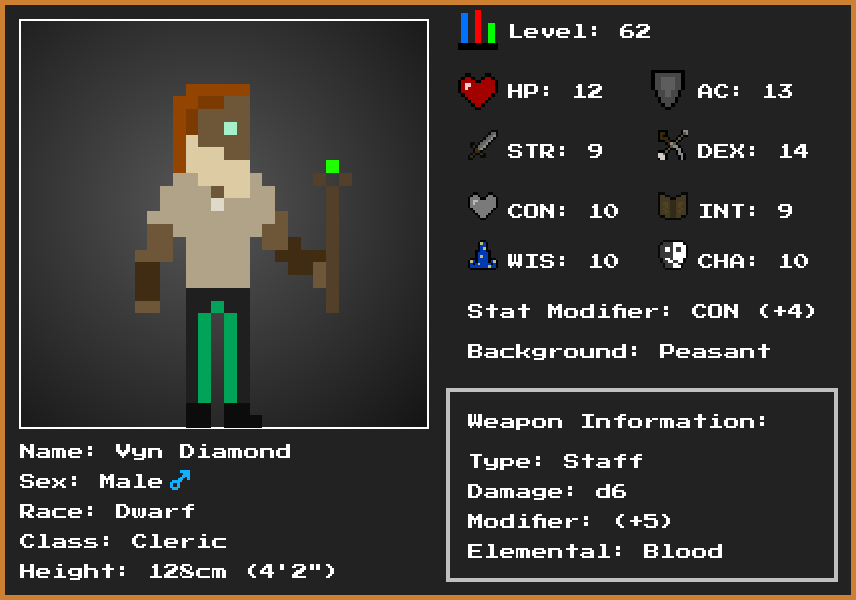 Level: 62
HP: 12
AC: 13
STR: 9
DEX: 14
CON: 10
INT: 9
WIS: 10
CHA: 10
Stat Modifier: CON (+4)
Background: Peasant
Weapon Information:
Type: Staff
Damage: d6
Modifier: (+5)
Elemental: Blood
Name: Vyn Diamond
Sex: Male ♂
Race: Dwarf
Class: Cleric
Height: 128cm (4'2")